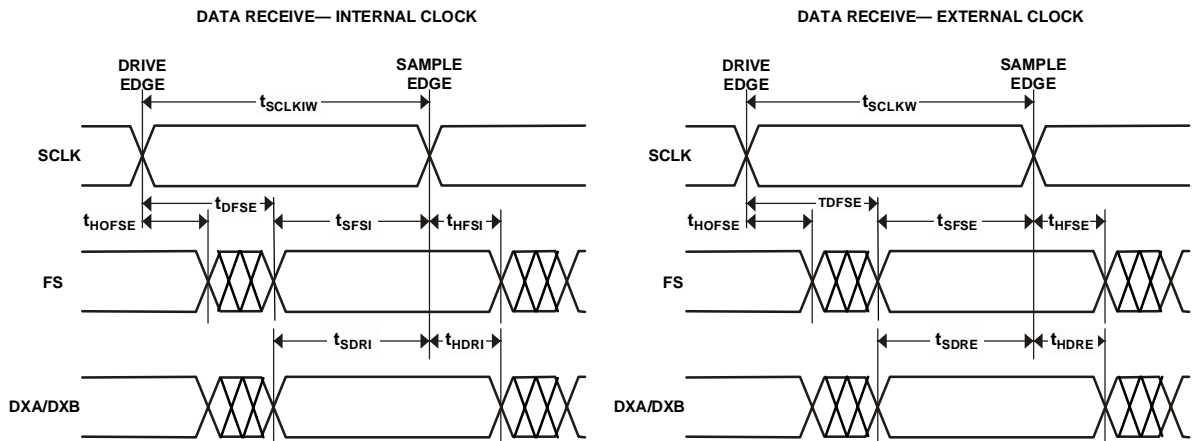 DATA RECEIVE— INTERNAL CLOCK
DRIVE
EDGE
SAMPLE
EDGE
tSCLKIW
SCLK
tDFSE
tHOFSE
tSFSI
tHFSI
FS
tSDRI
tHDRI
DXA/DXB
DATA RECEIVE— EXTERNAL CLOCK
DRIVE
EDGE
SAMPLE
EDGE
tSCLKW
SCLK
TDFSE
tHOFSE
tSFSE
tHFSE
FS
tSDRE
tHDRE
DXA/DXB